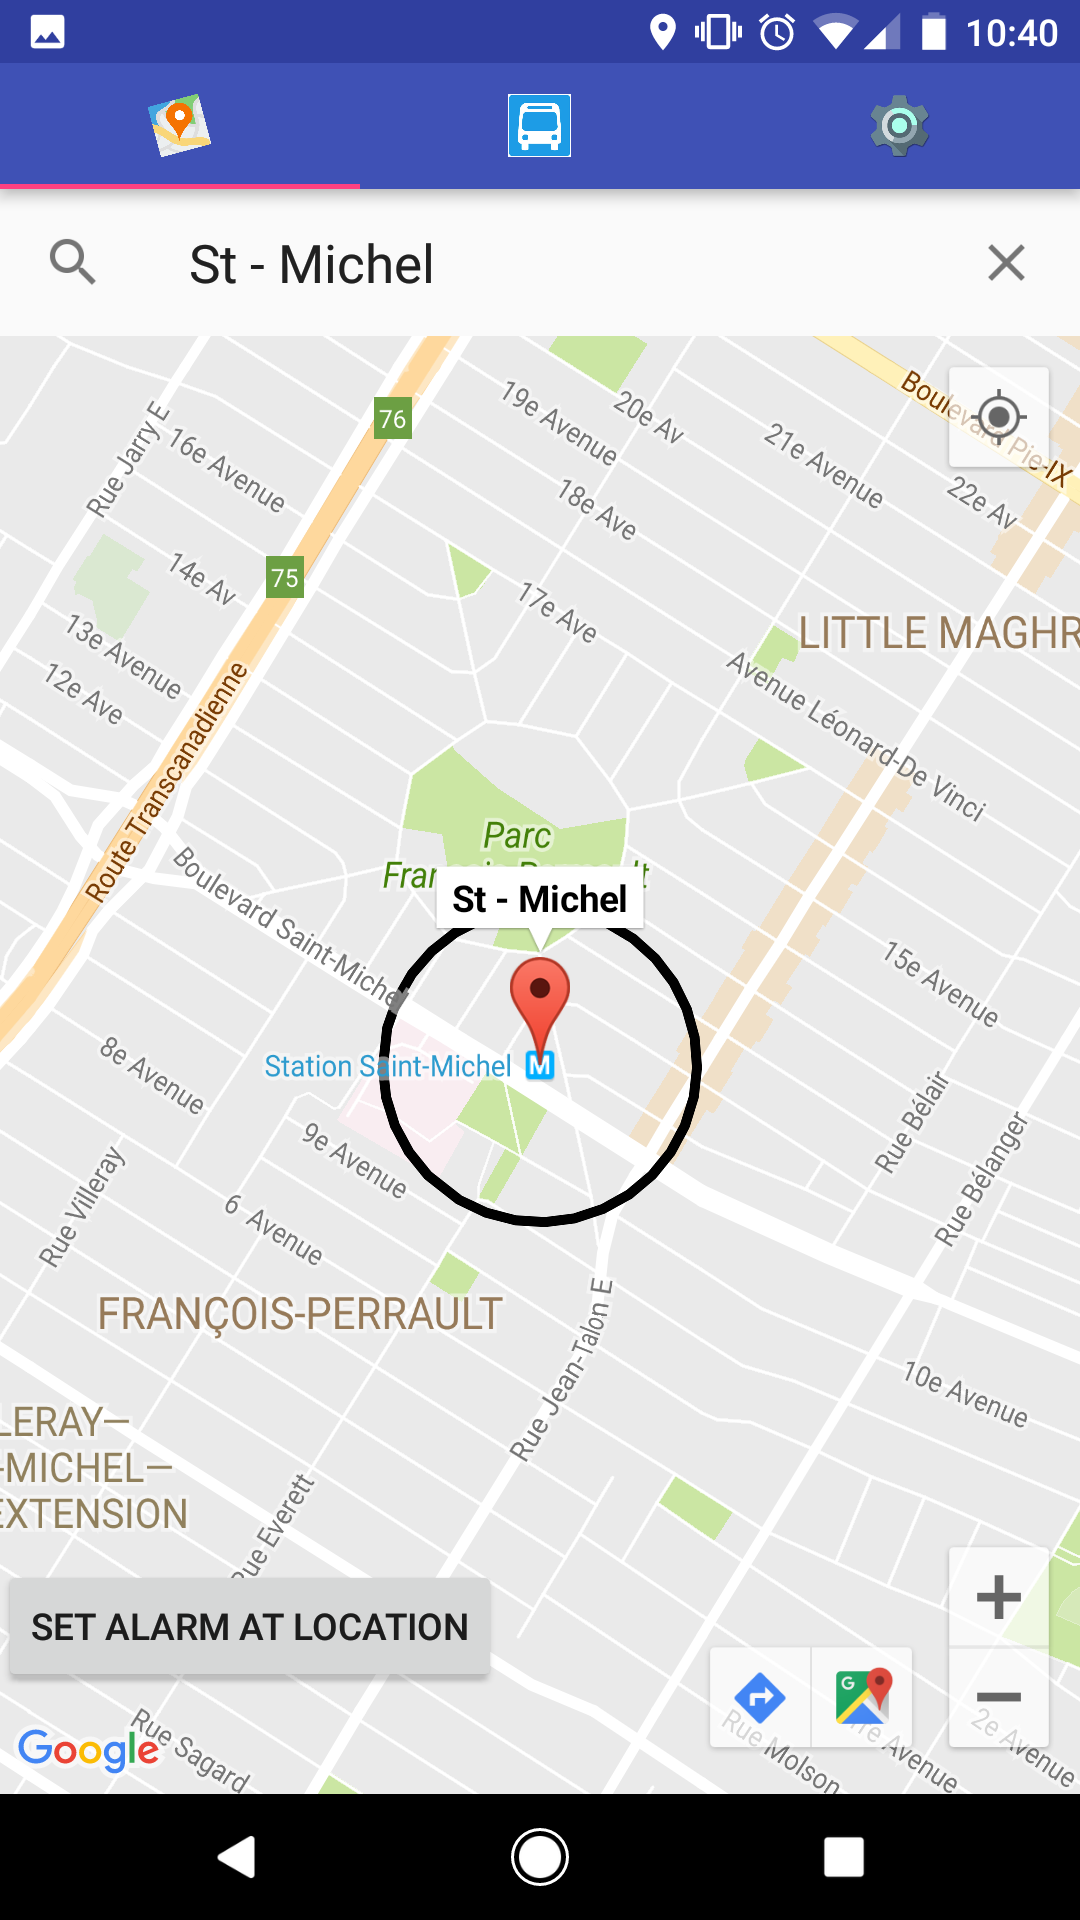 10:40
St - Michel
76
75
Rue Jarry E
16e Avenue
19e Avenue
20e Av
21e Avenue
22e Av
18e Ave
14e Av
17e Ave
13e Avenue
12e Ave
LITTLE MAGHR
Avenue Léonard-De Vinci
Route Transcanadienne
Parc
St - Michel
Boulevard Saint-Michel
15e Avenue
Station Saint-Michel
M
8e Avenue
9e Avenue
Rue Bélair
Rue Bélanger
Rue Villeray
6 Avenue
FRANÇOIS-PERRAULT
Rue Jean-Talon E
10e Avenue
LERAY—
-MICHEL—
EXTENSION
Rue Everett
Boulevard Pie-IX
SET ALARM AT LOCATION
Google
Rue Sagard
G
Rue Molson
Avenue
2e Avenue